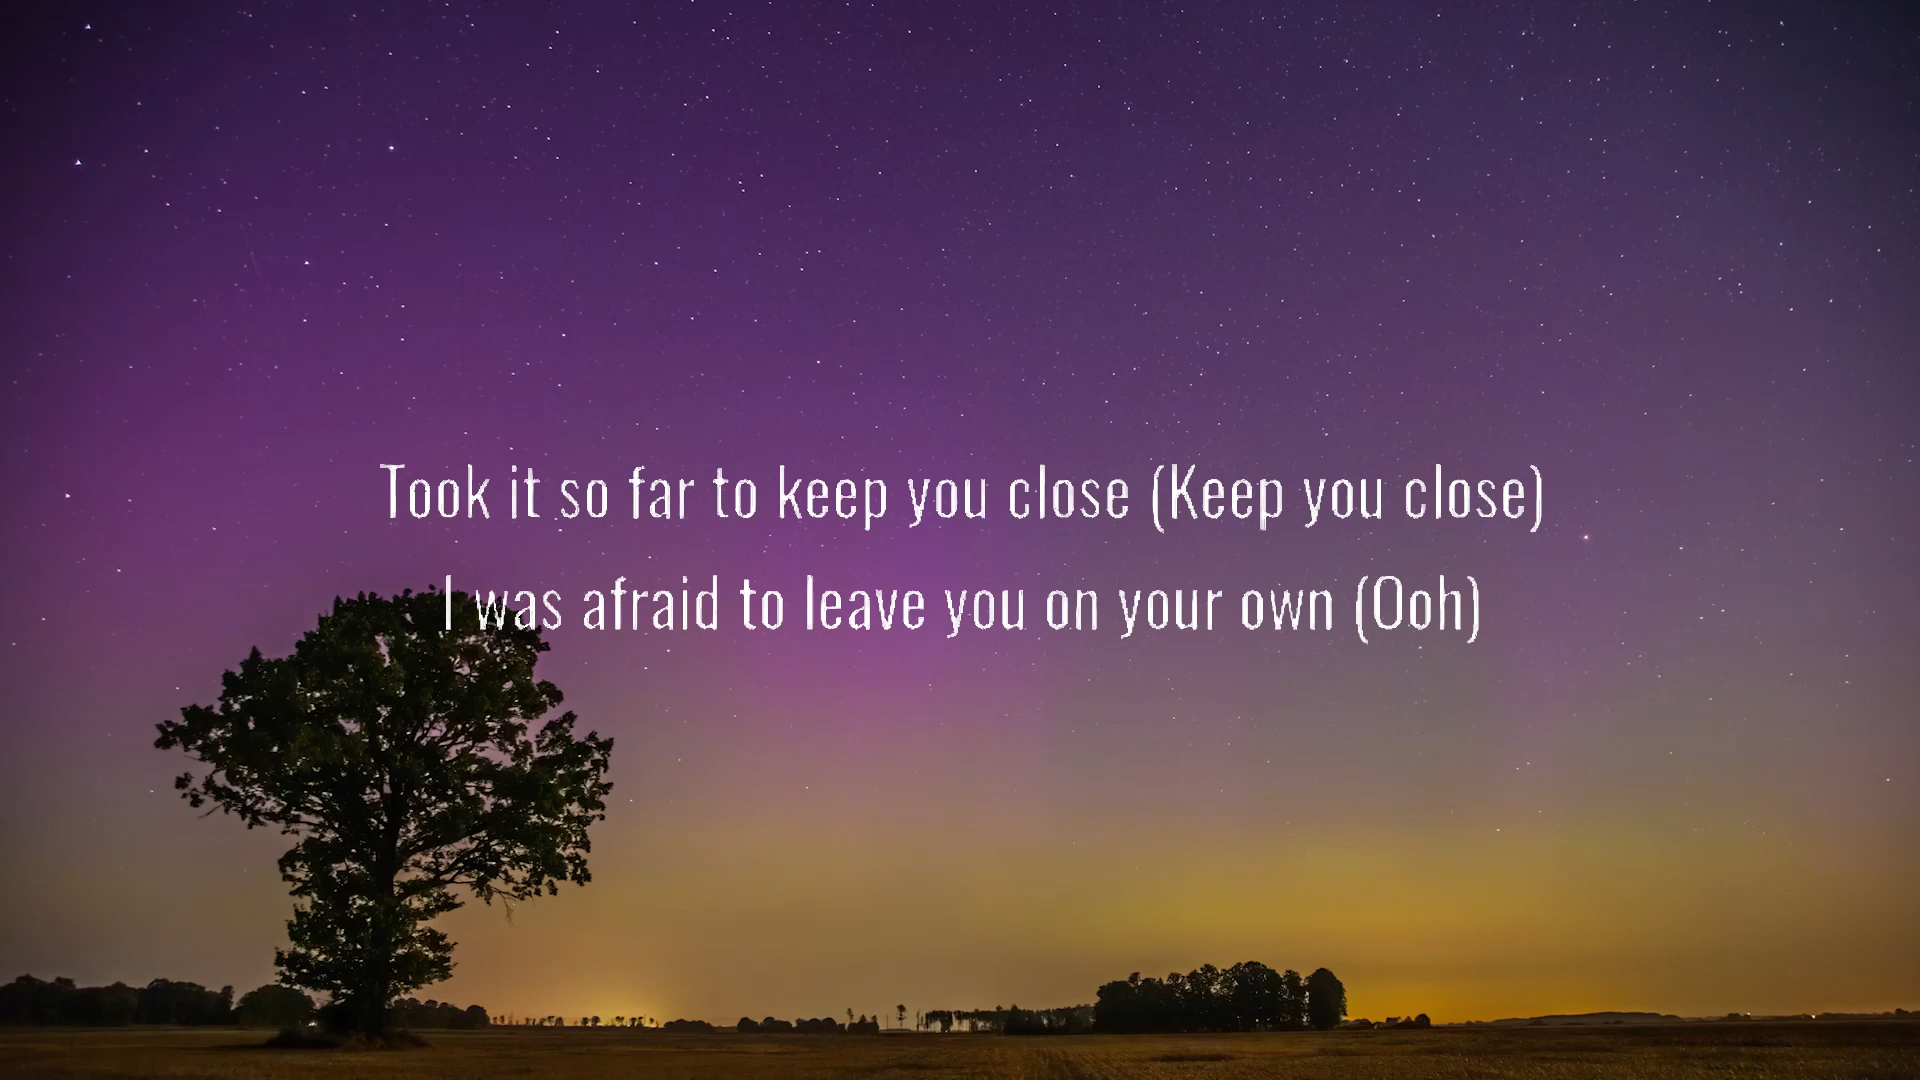 Took it so far to keep you close (Keep you close)
I was afraid to leave you on your own (Ooh)